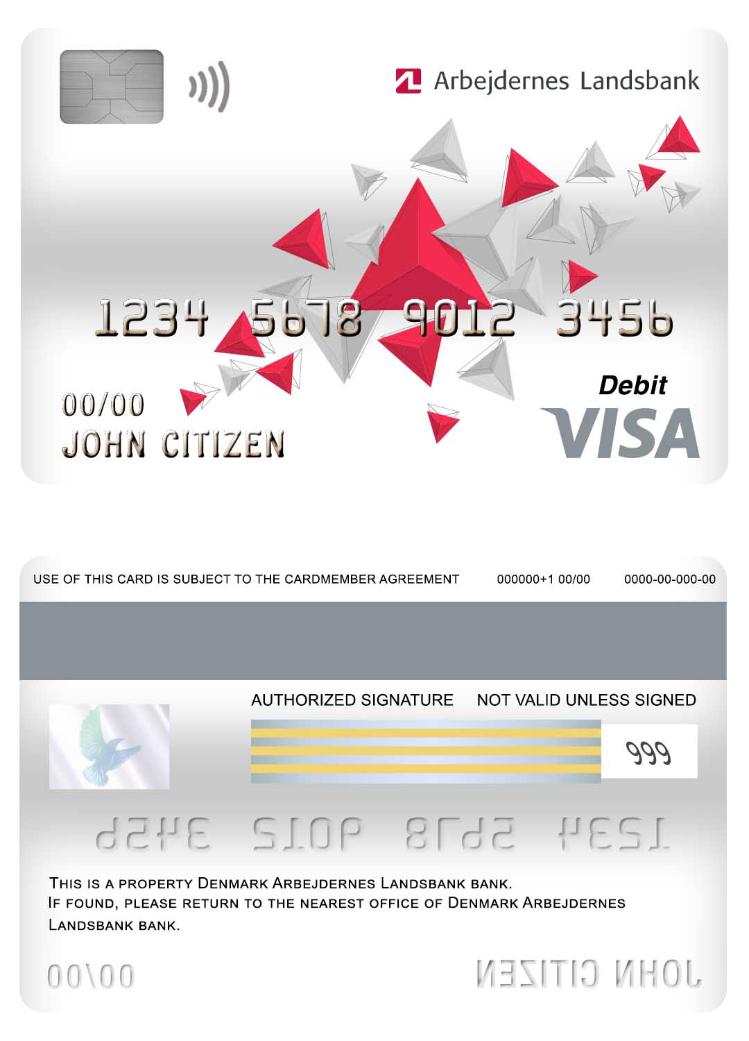 Arbejdernes Landsbank
1234 5678 9012 3456
Debit
00/00
VISA
JOHN CITIZEN
USE OF THIS CARD IS SUBJECT TO THE CARDMEMBER AGREEMENT 000000+1 00/00 0000-00-000-00
AUTHORIZED SIGNATURE NOT VALID UNLESS SIGNED
999
1234 5678 9012 3456
THIS IS A PROPERTY DENMARK ARBEJDERNES LANDSBANK BANK.
IF FOUND, PLEASE RETURN TO THE NEAREST OFFICE OF DENMARK ARBEJDERNES
LANDSBANK BANK.
00/00 JOHN CITIZEN